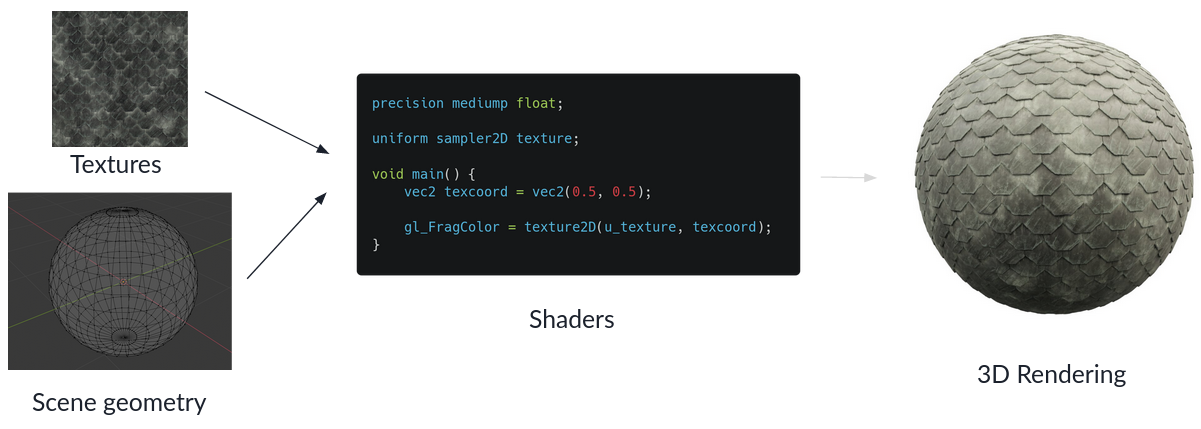 Textures
Scene geometry
precision mediump float;
uniform sampler2D texture;
void main() {
    vec2 texcoord = vec2(0.5, 0.5);
    gl_FragColor = texture2D(u_texture, texcoord);
}
Shaders
3D Rendering